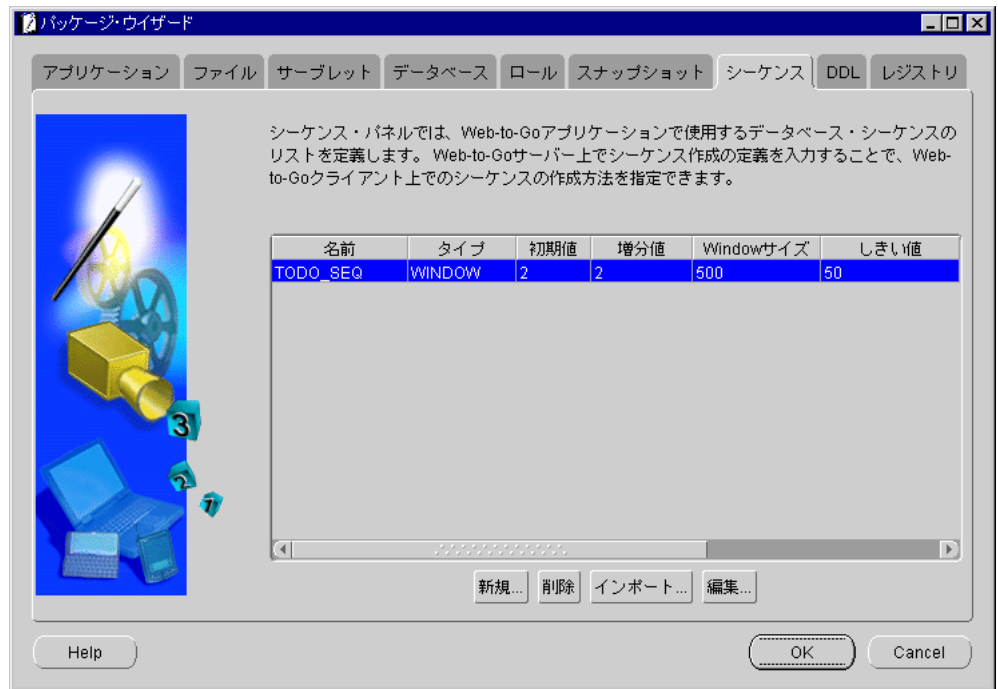 パッケージ・ウイザード
アプリケーション ファイル サーブレット データベース ロール スナップショット シーケンス DDL レジストリ
シーケンス・パネルでは、Web-to-Goアプリケーションで使用するデータベース・シーケンスの
リストを定義します。 Web-to-Goサーバー上でシーケンス作成の定義を入力することで、Web-
to-Goクライアント上でのシーケンスの作成方法を指定できます。
名前 タイプ 初期値 増分値 Windowサイズ しきい値
TODO_SEQ WINDOW 2 2 500 50
3
2
1
新規... 削除 インポート... 編集...
Help OK Cancel